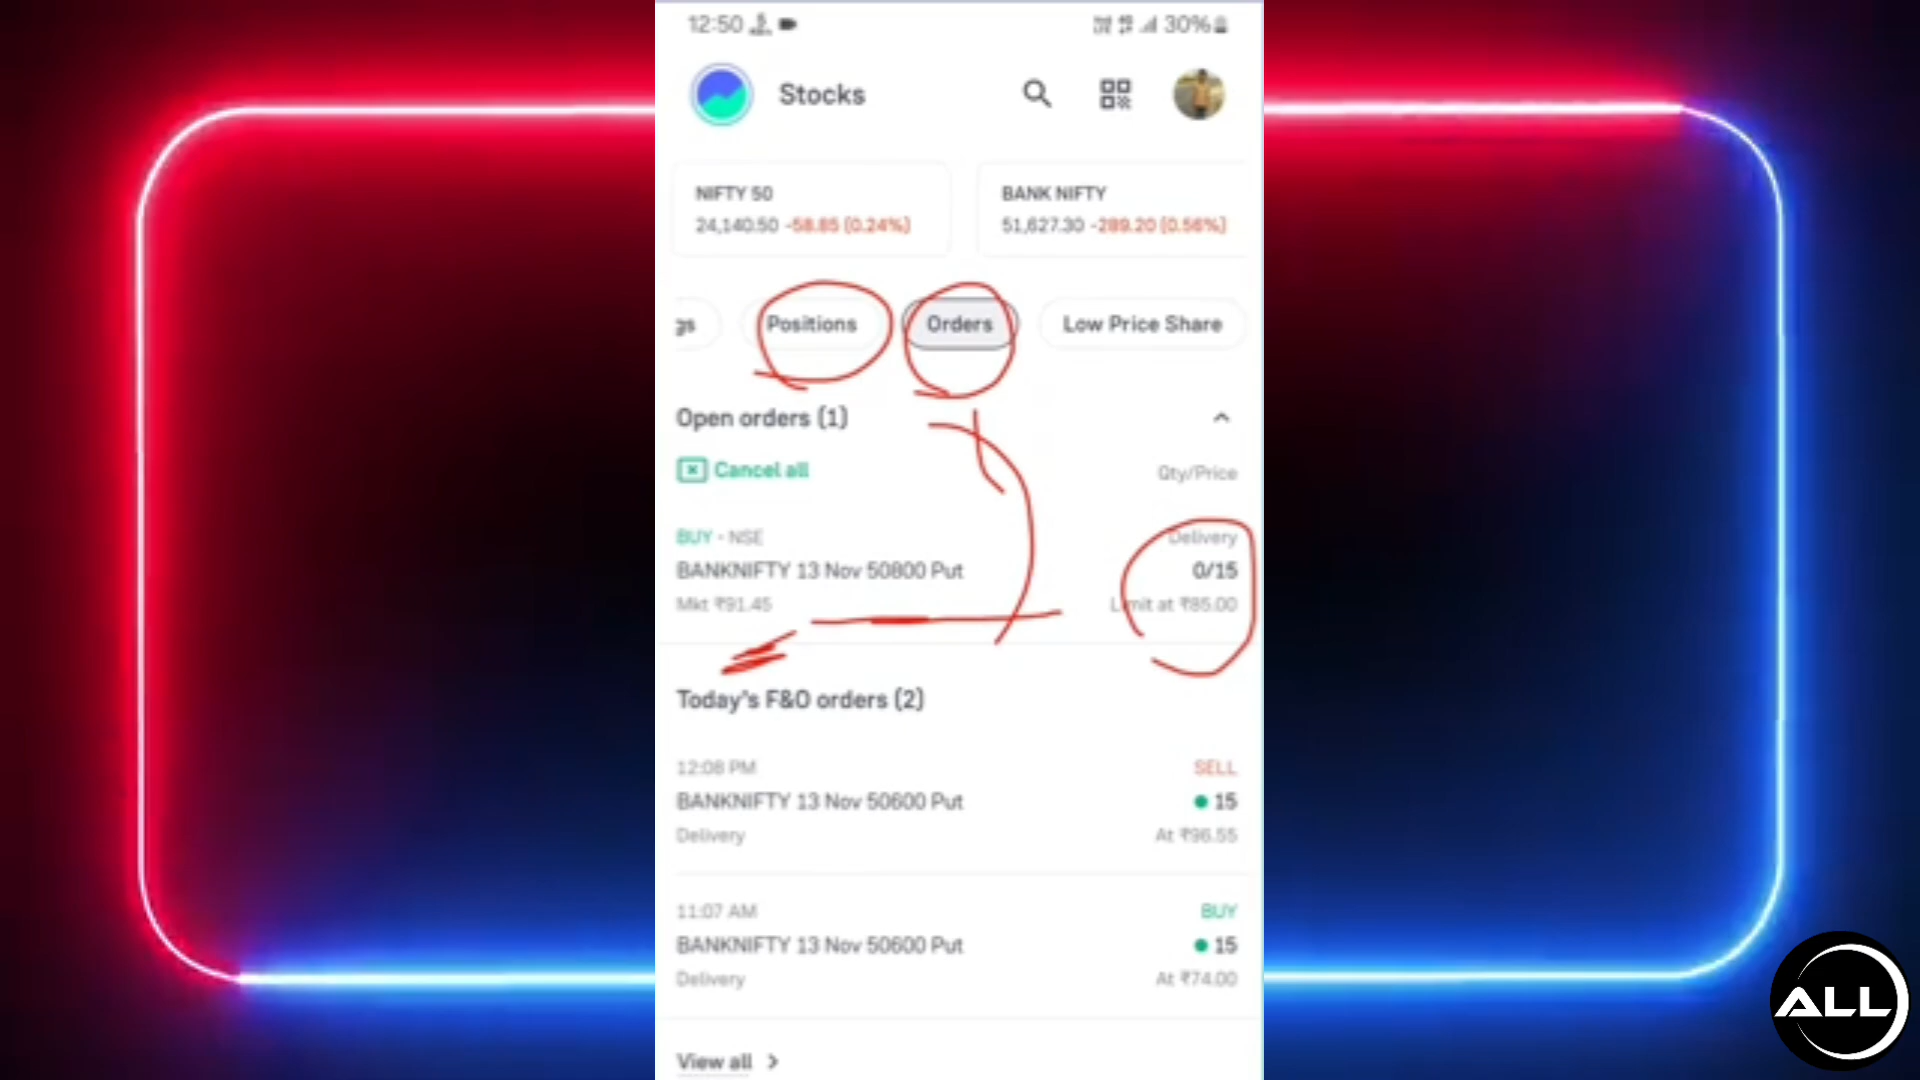 12:50 30%
Stocks
NIFTY 50
24,140.50 -58.85 (0.24%)
BANK NIFTY
51,627.30 -289.20 (0.56%)
gs Positions Orders Low Price Share
Open orders (1)
Cancel all
Qty/Price
BUY - NSE Delivery
BANKNIFTY 13 Nov 50800 Put 0/15
Mkt ₹91.45 Limit at ₹85.00
Today's F&O orders (2)
12:08 PM SELL
BANKNIFTY 13 Nov 50600 Put 15
Delivery At ₹96.55
11:07 AM BUY
BANKNIFTY 13 Nov 50600 Put 15
Delivery At ₹74.00
View all
ALL